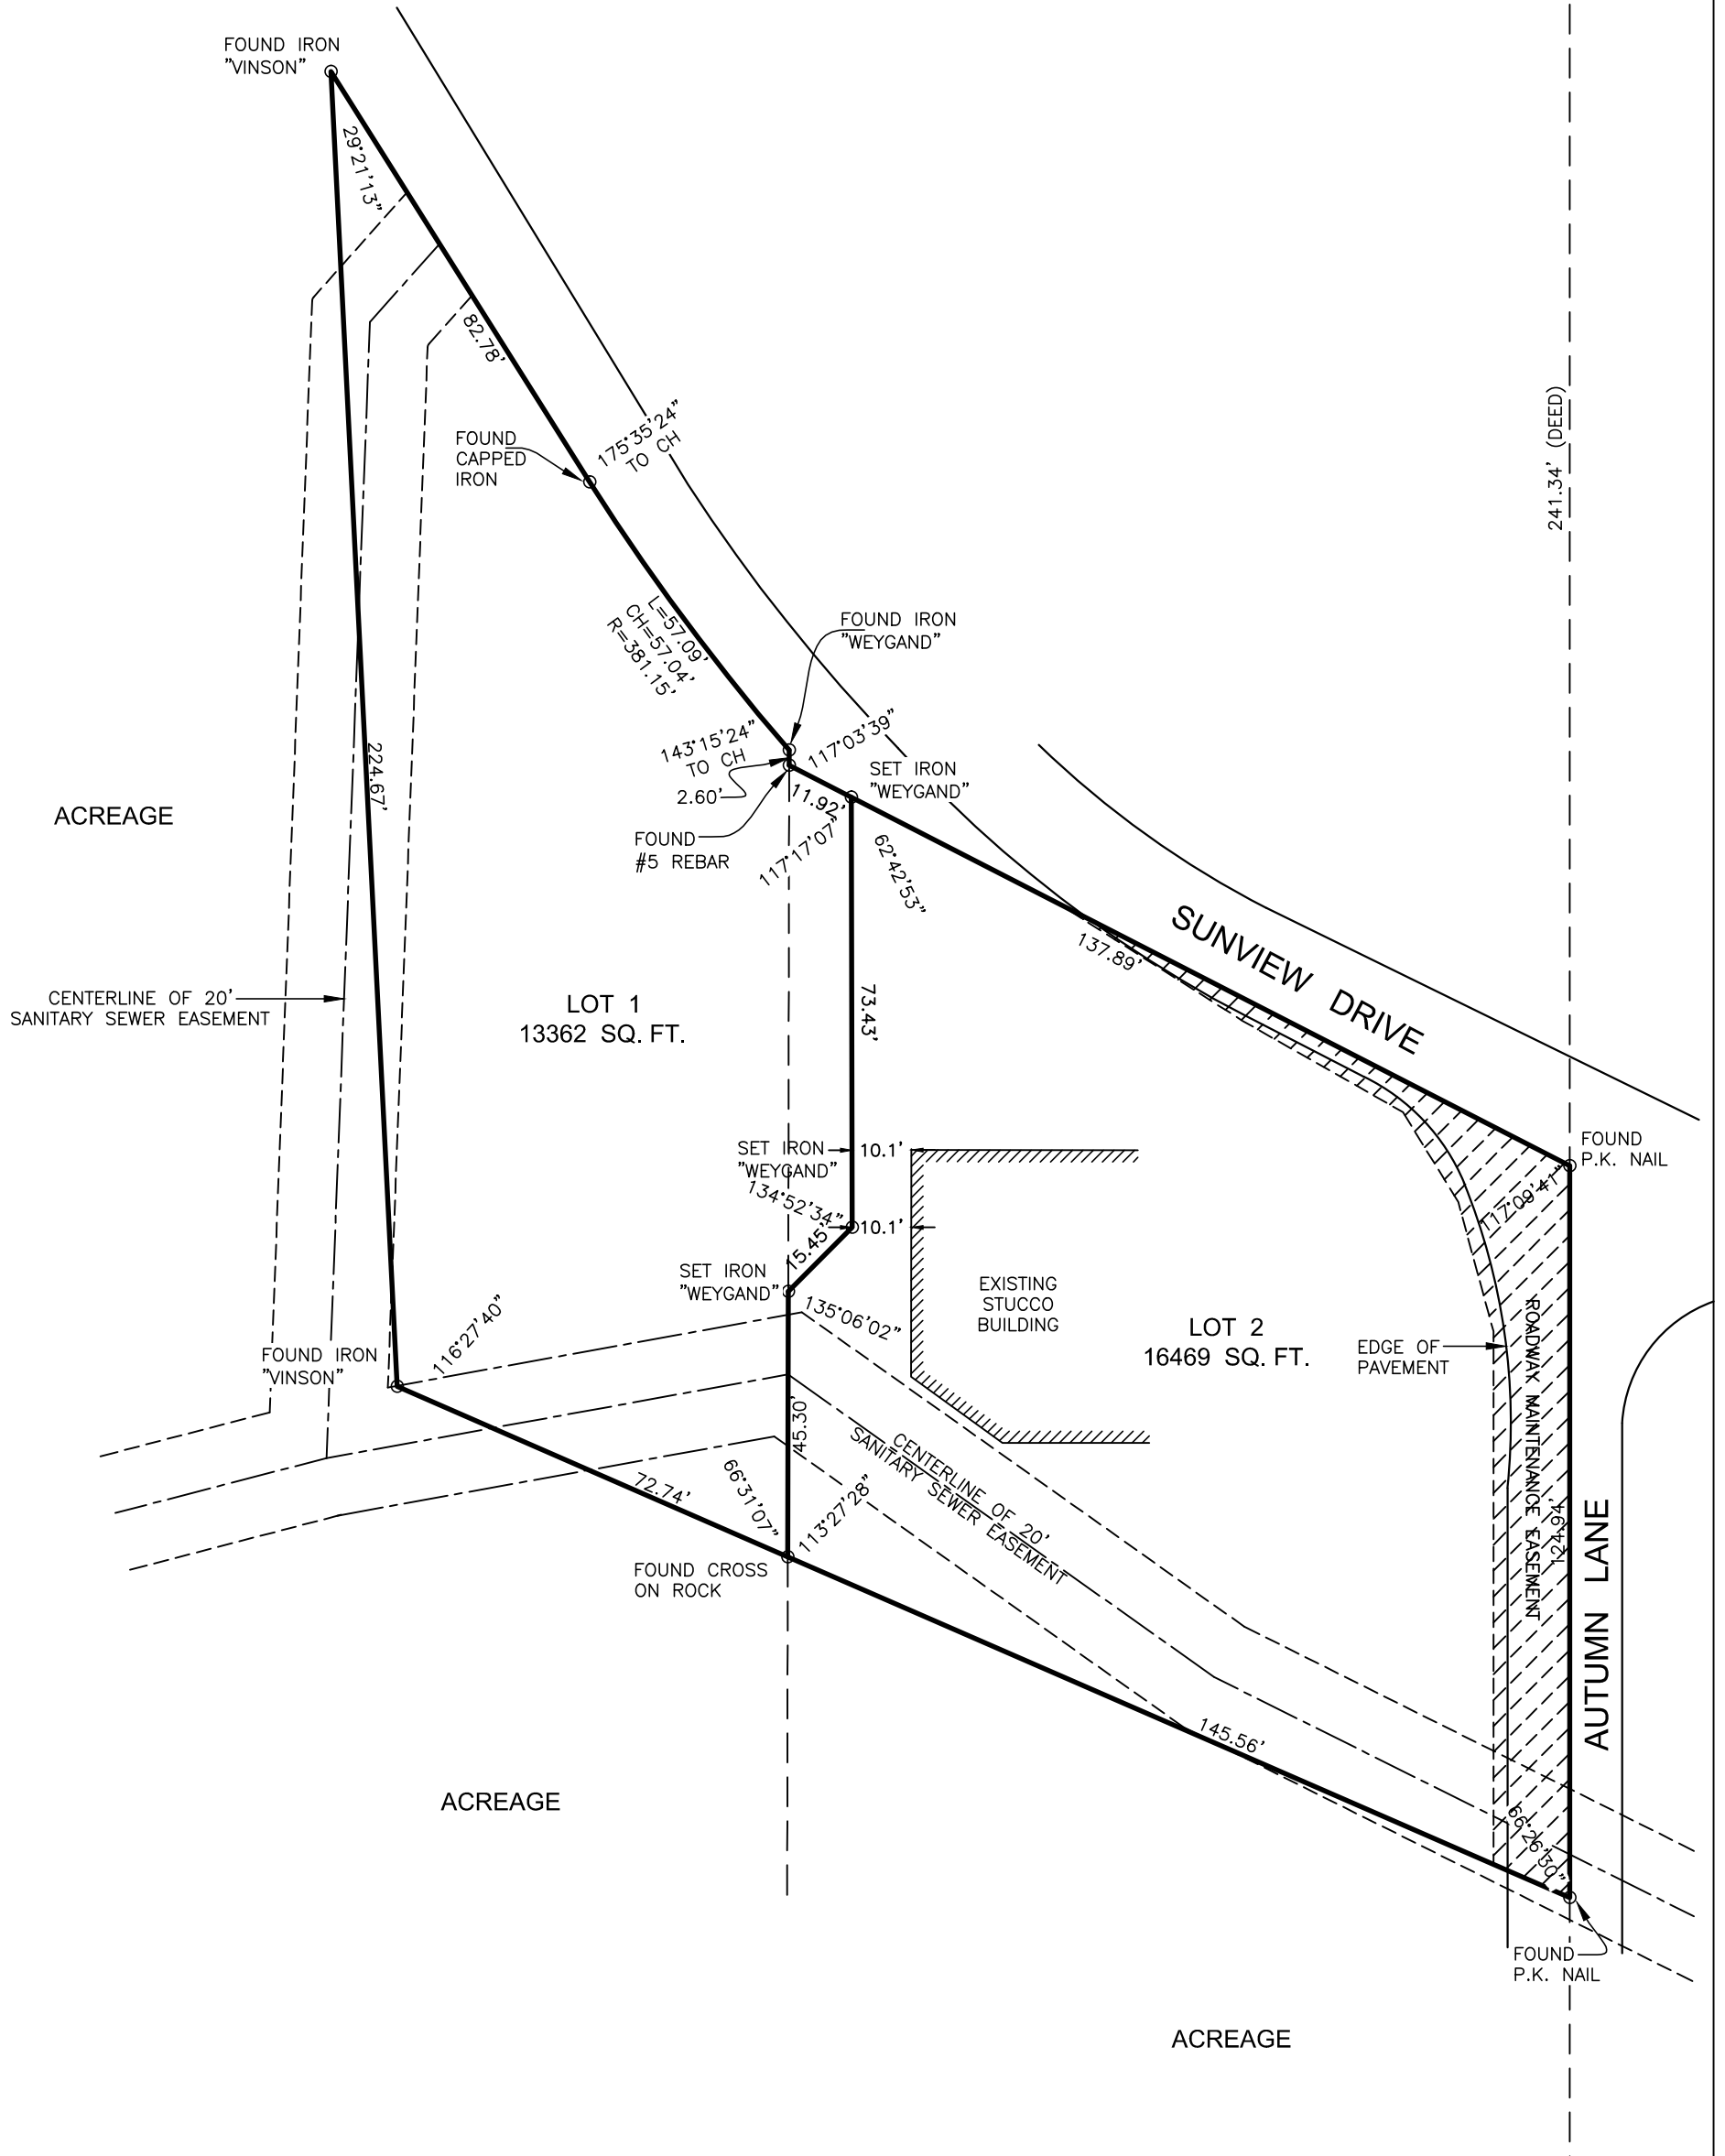 FOUND IRON
"VINSON"
29°21'13"
82.78'
241.34' (DEED)
FOUND
CAPPED
IRON
175°35'24"
TO CH
L=57.09'
CH=57.04'
R=381.15'
FOUND IRON
"WEYGAND"
143°15'24"
TO CH
2.60'
117°03'39"
SET IRON
"WEYGAND"
11.92'
FOUND
#5 REBAR
117°17'07"
62°42'53"
224.67'
ACREAGE
SUNVIEW DRIVE
137.89'
CENTERLINE OF 20'
SANITARY SEWER EASEMENT
LOT 1
13362 SQ. FT.
73.43'
SET IRON
"WEYGAND"
10.1'
134°52'34"
10.1'
15.45'
FOUND
P.K. NAIL
117°09'41"
SET IRON
"WEYGAND"
135°06'02"
EXISTING
STUCCO
BUILDING
LOT 2
16469 SQ. FT.
EDGE OF
PAVEMENT
ROADWAY MAINTENANCE EASEMENT
124.94'
AUTUMN LANE
FOUND IRON
"VINSON"
116°27'40"
45.30'
72.74'
66°31'07"
113°27'28"
CENTERLINE OF 20'
SANITARY SEWER EASEMENT
FOUND CROSS
ON ROCK
145.56'
66°26'30"
ACREAGE
FOUND
P.K. NAIL
ACREAGE